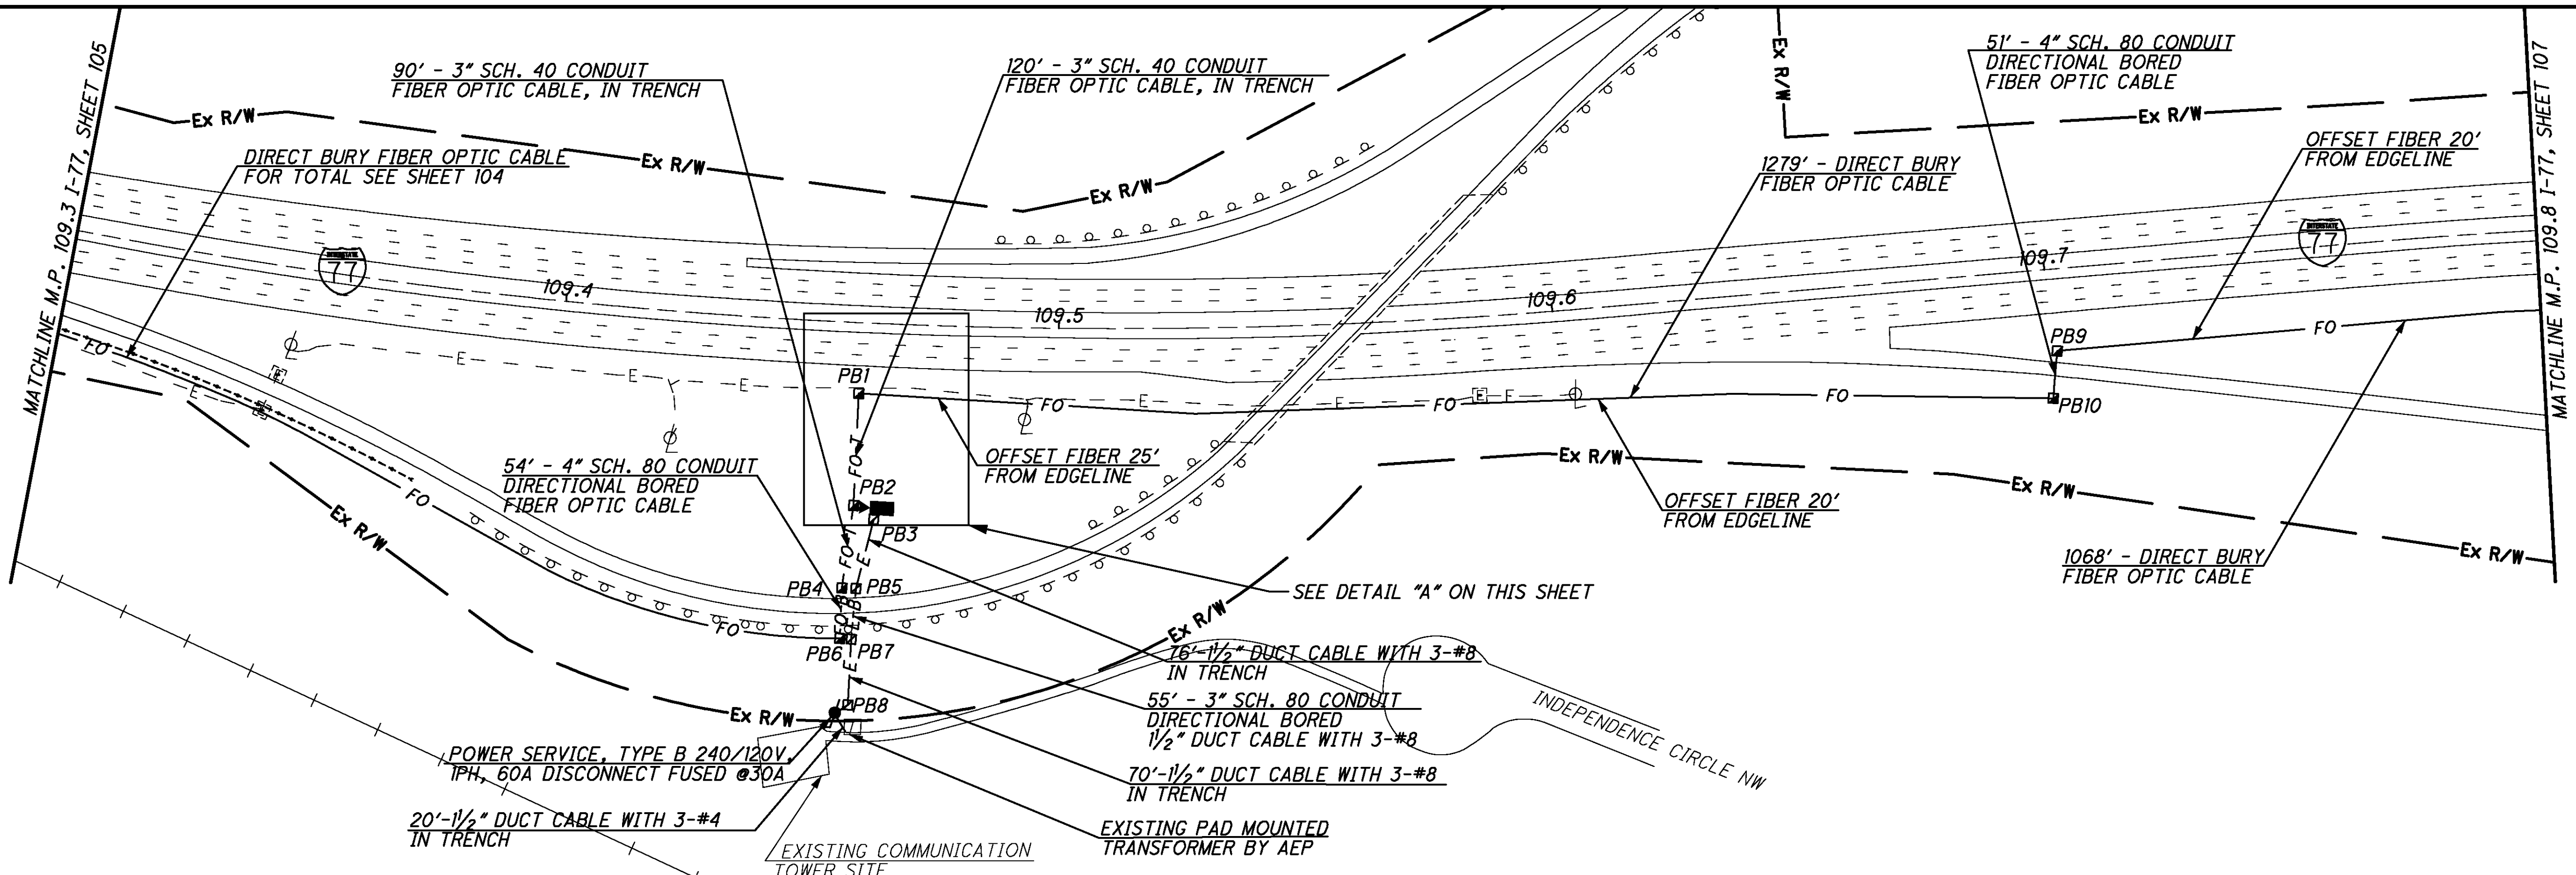 MATCHLINE M.P. 109.3 I-77, SHEET 105
90' - 3" SCH. 40 CONDUIT
FIBER OPTIC CABLE, IN TRENCH
120' - 3" SCH. 40 CONDUIT
FIBER OPTIC CABLE, IN TRENCH
51' - 4" SCH. 80 CONDUIT
DIRECTIONAL BORED
FIBER OPTIC CABLE
MATCHLINE M.P. 109.8 I-77, SHEET 107
Ex R/W
Ex R/W
Ex R/W
Ex R/W
Ex R/W
DIRECT BURY FIBER OPTIC CABLE
FOR TOTAL SEE SHEET 104
1279' - DIRECT BURY
FIBER OPTIC CABLE
OFFSET FIBER 20'
FROM EDGELINE
INTERSTATE
77
INTERSTATE
77
109.4
109.5
109.6
109.7
FO
E
E
E
E
E
E
E
E
E
E
PB1
FO
FO
FO
FO
PB9
PB10
FO T
OFFSET FIBER 25'
FROM EDGELINE
OFFSET FIBER 20'
FROM EDGELINE
54' - 4" SCH. 80 CONDUIT
DIRECTIONAL BORED
FIBER OPTIC CABLE
FO
PB2
PB3
Ex R/W
Ex R/W
Ex R/W
Ex R/W
1068' - DIRECT BURY
FIBER OPTIC CABLE
FO T
E
PB4
PB5
SEE DETAIL "A" ON THIS SHEET
Ex R/W
FO B
E B
FO
PB6
PB7
E
76'-1½" DUCT CABLE WITH 3-#8
IN TRENCH
55' - 3" SCH. 80 CONDUIT
DIRECTIONAL BORED
1½" DUCT CABLE WITH 3-#8
INDEPENDENCE CIRCLE NW
Ex R/W
PB8
POWER SERVICE, TYPE B 240/120V.
1PH, 60A DISCONNECT FUSED @30A
70'-1½" DUCT CABLE WITH 3-#8
IN TRENCH
20'-1½" DUCT CABLE WITH 3-#4
IN TRENCH
EXISTING PAD MOUNTED
TRANSFORMER BY AEP
EXISTING COMMUNICATION
TOWER SITE